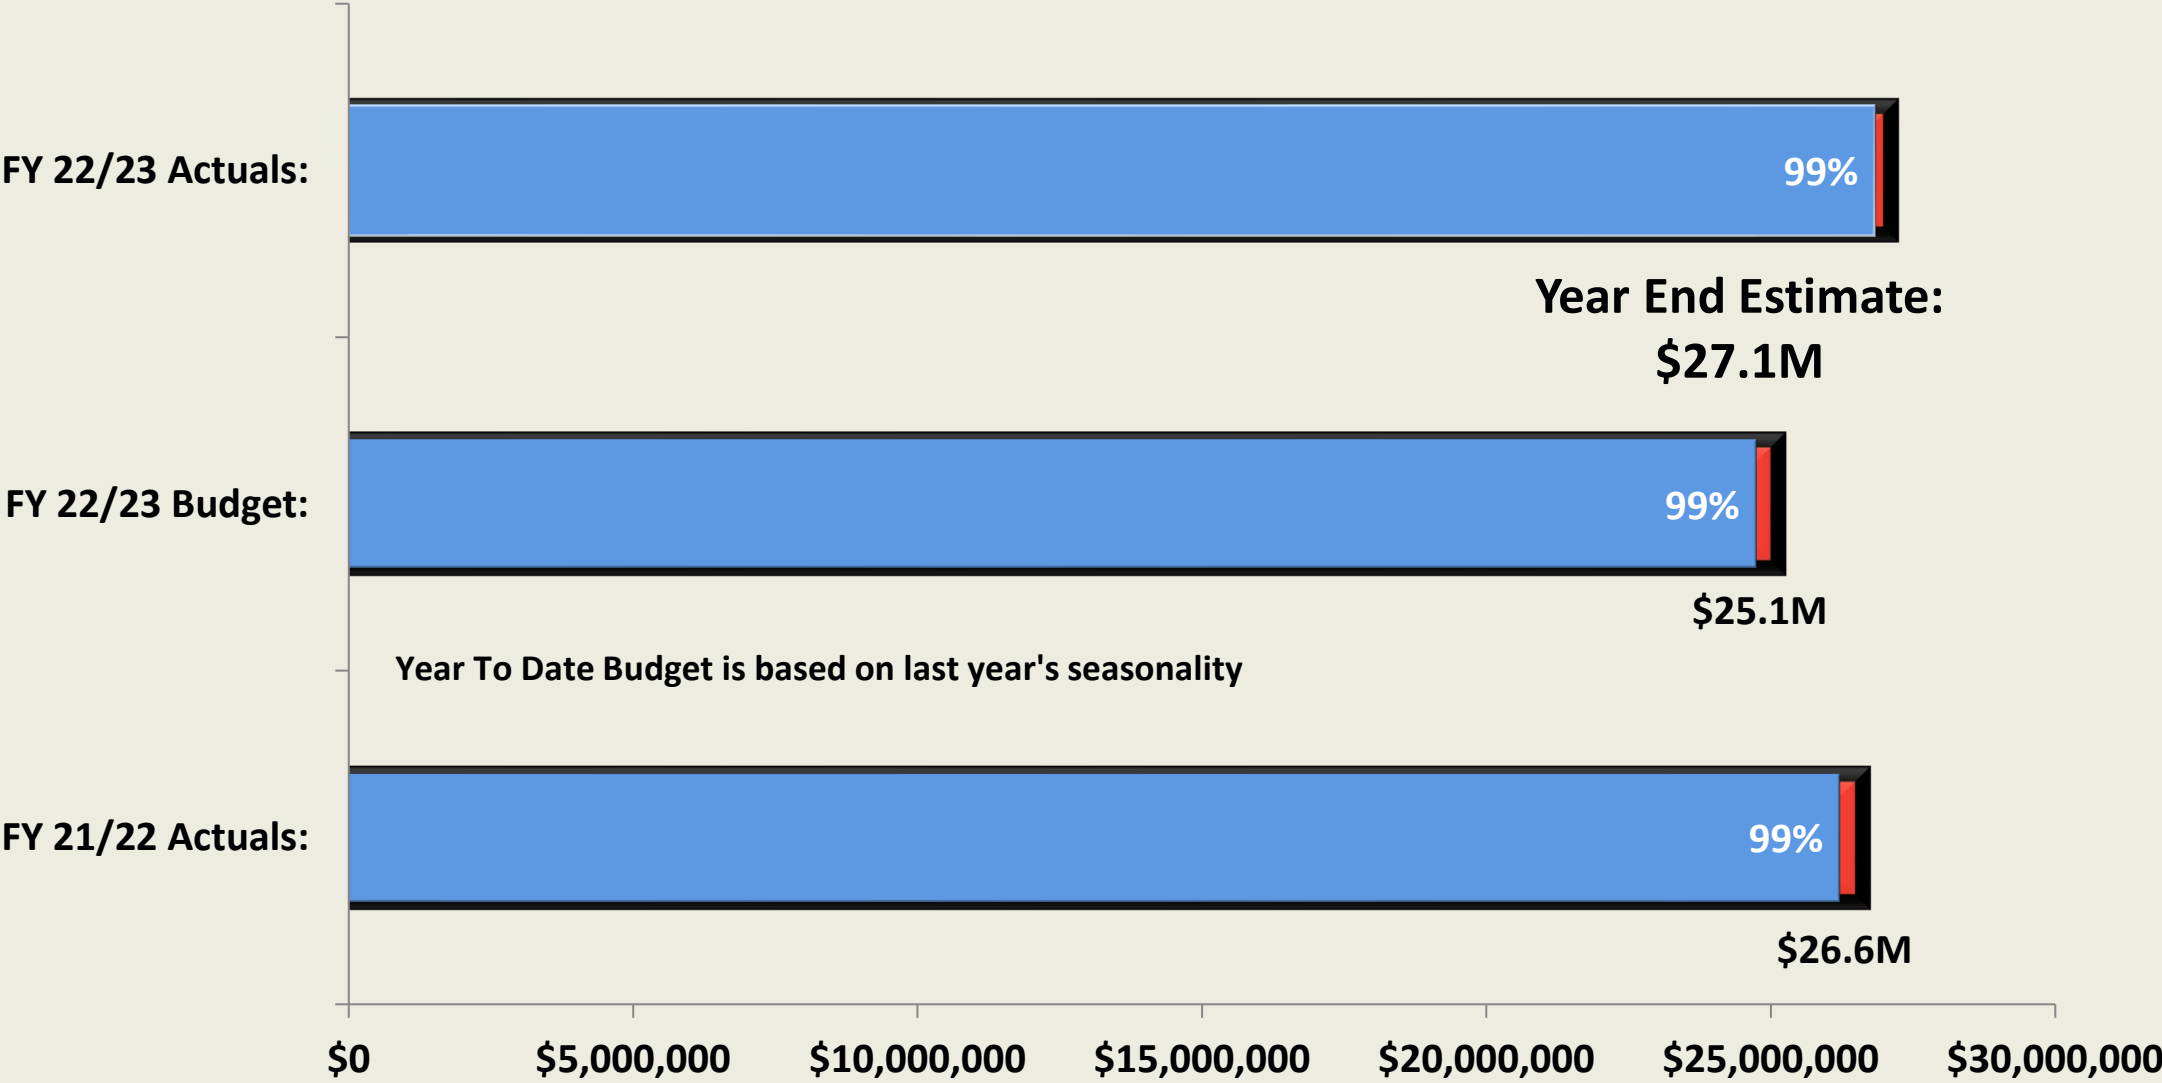 FY 22/23 Actuals:
99%
Year End Estimate:
$27.1M
FY 22/23 Budget:
99%
$25.1M
Year To Date Budget is based on last year's seasonality
FY 21/22 Actuals:
99%
$26.6M
$0
$5,000,000
$10,000,000
$15,000,000
$20,000,000
$25,000,000
$30,000,000